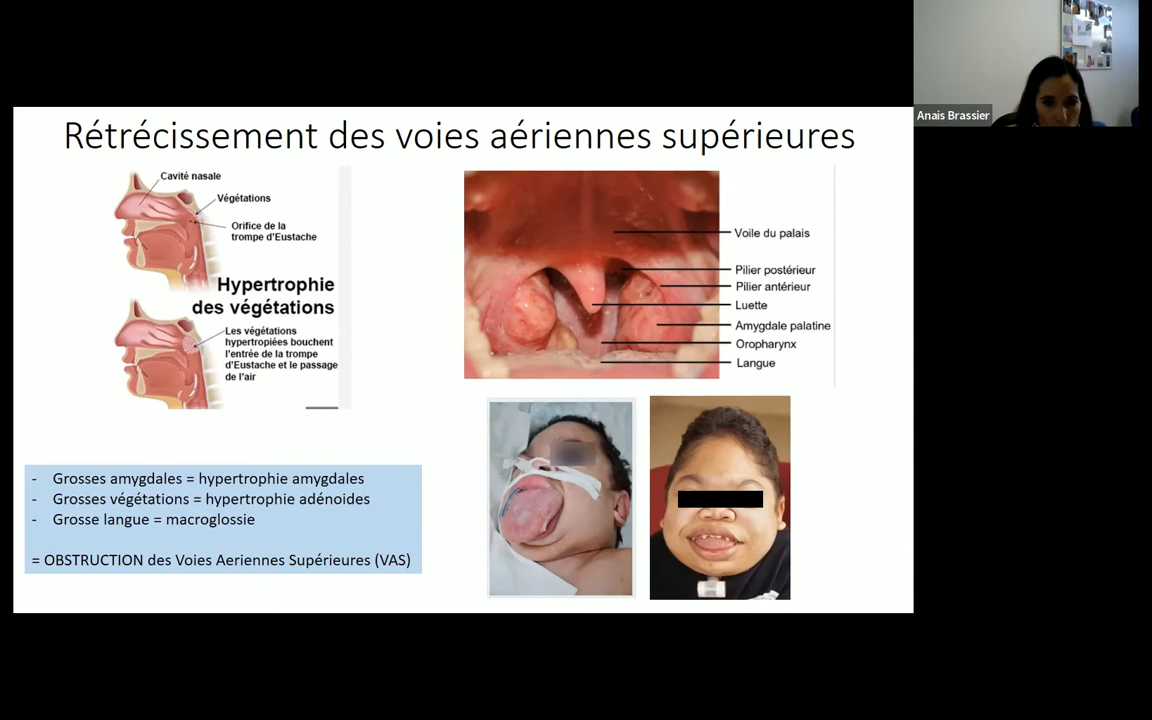 Anais Brassier
Rétrécissement des voies aériennes supérieures
Cavité nasale
Végétations
Orifice de la
trompe d'Eustache
Hypertrophie
des végétations
Les végétations
hypertropiées bouchent
l'entrée de la trompe
d'Eustache et le passage
de l'air
Voile du palais
Pilier postérieur
Pilier antérieur
Luette
Amygdale palatine
Oropharynx
Langue
- Grosses amygdales = hypertrophie amygdales
- Grosses végétations = hypertrophie adénoides
- Grosse langue = macroglossie
= OBSTRUCTION des Voies Aeriennes Supérieures (VAS)